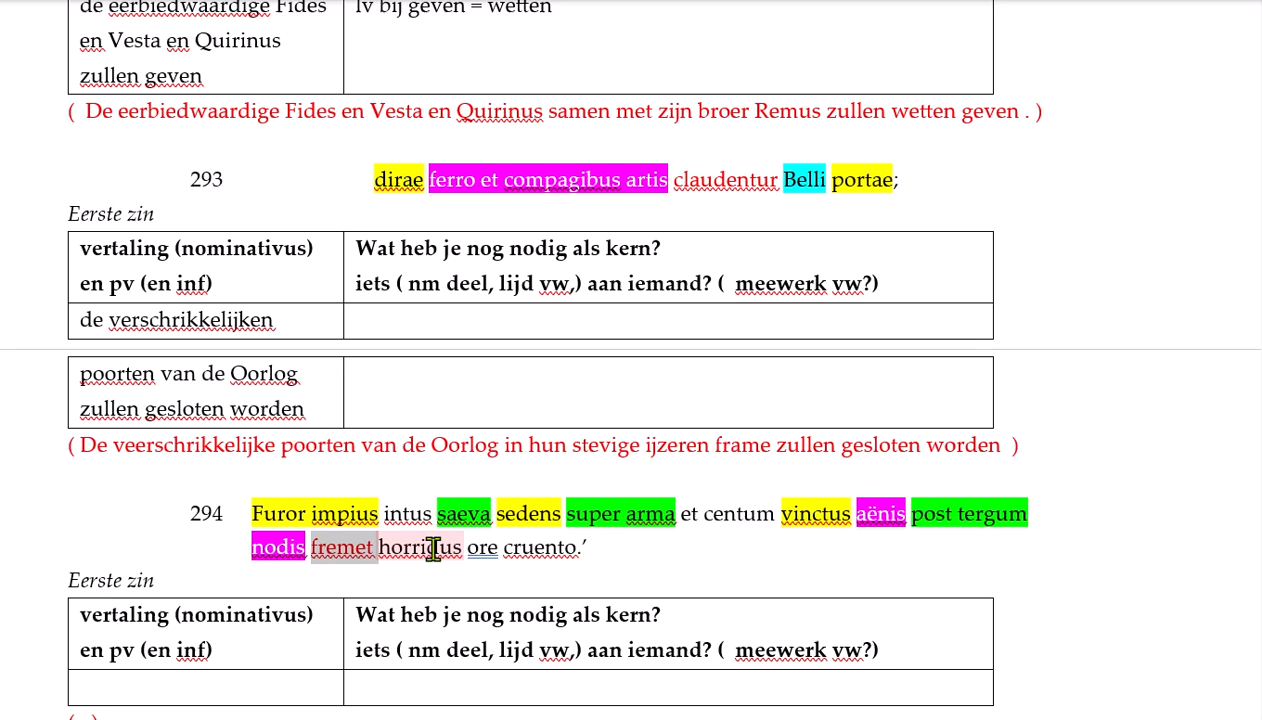 de eerbiedwaardige Fides lv bij geven = wetten
en Vesta en Quirinus
zullen geven
( De eerbiedwaardige Fides en Vesta en Quirinus samen met zijn broer Remus zullen wetten geven . )
293 dirae ferro et compagibus artis claudentur Belli portae;
Eerste zin
vertaling (nominativus) Wat heb je nog nodig als kern?
en pv (en inf) iets ( nm deel, lijd vw,) aan iemand? ( meewerk vw?)
de verschrikkelijken
poorten van de Oorlog
zullen gesloten worden
( De veerschrikkelijke poorten van de Oorlog in hun stevige ijzeren frame zullen gesloten worden )
294 Furor impius intus saeva sedens super arma et centum vinctus aënis post tergum
nodis fremet horridus ore cruento.’
Eerste zin
vertaling (nominativus) Wat heb je nog nodig als kern?
en pv (en inf) iets ( nm deel, lijd vw,) aan iemand? ( meewerk vw?)
( )